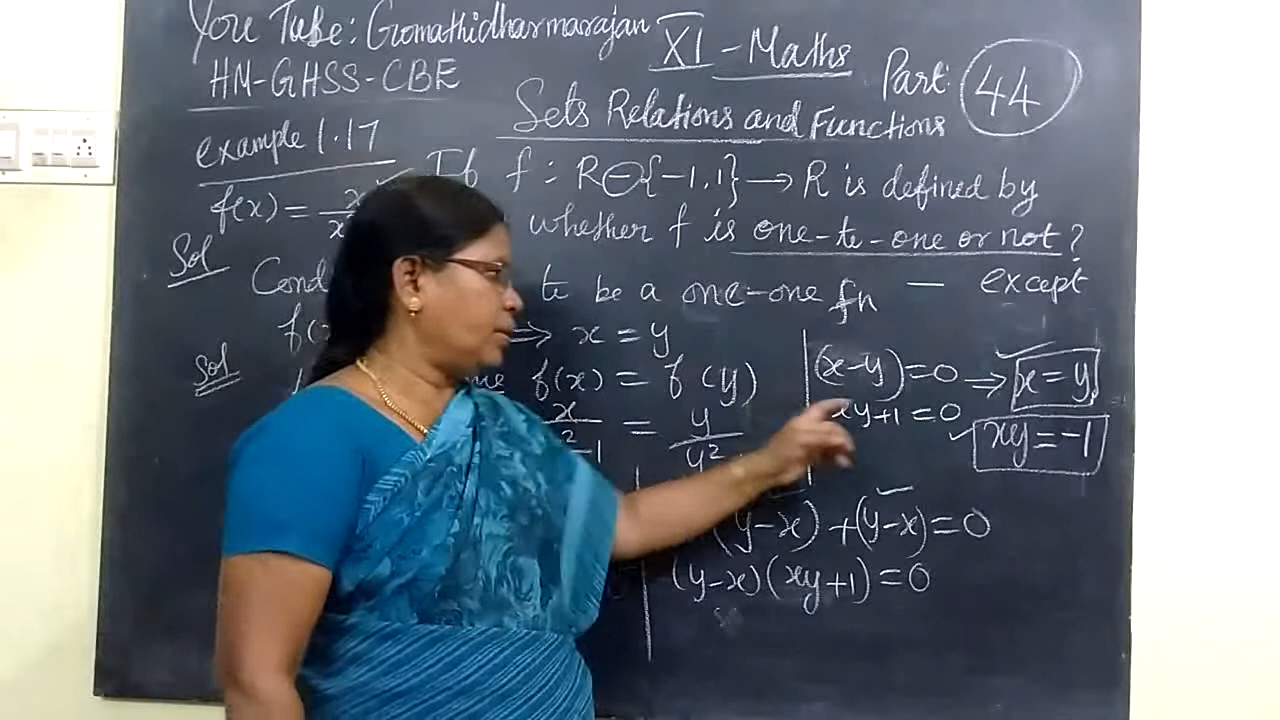 You Tube: Gomathidharmarajan
HM-GHSS-CBE
XI - Maths
Part: 44
Sets Relations and Functions
example 1.17
If f : R-{-1,1} → R is defined by
f(x) = x
whether f is one-to-one or not?
Sol
to be a one-one fn — except
⇒ x = y
Sol
f(x) = f(y)
x/x²-1 = y/y²
(x-y)=0 ⇒ x=y
xy+1=0
xy=-1
(y-x) + (y-x)=0
(y-x)(xy+1)=0